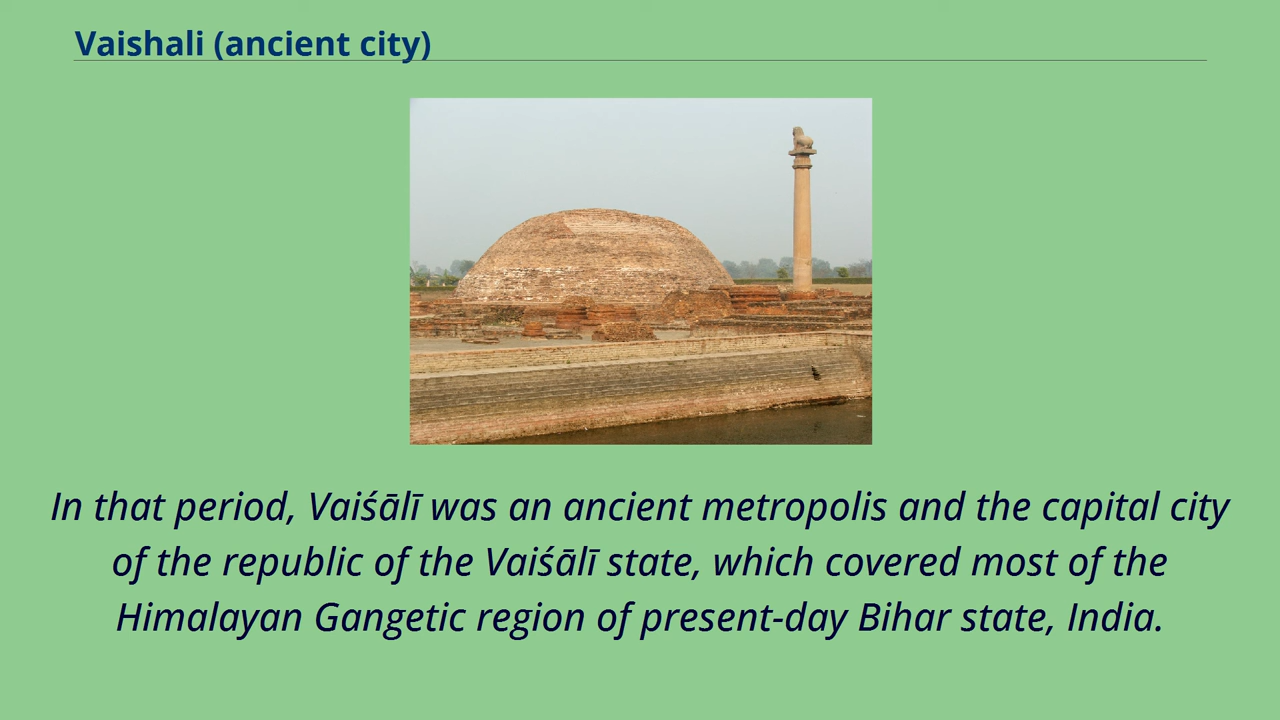 Vaishali (ancient city)
In that period, Vaiśālī was an ancient metropolis and the capital city
of the republic of the Vaiśālī state, which covered most of the
Himalayan Gangetic region of present-day Bihar state, India.